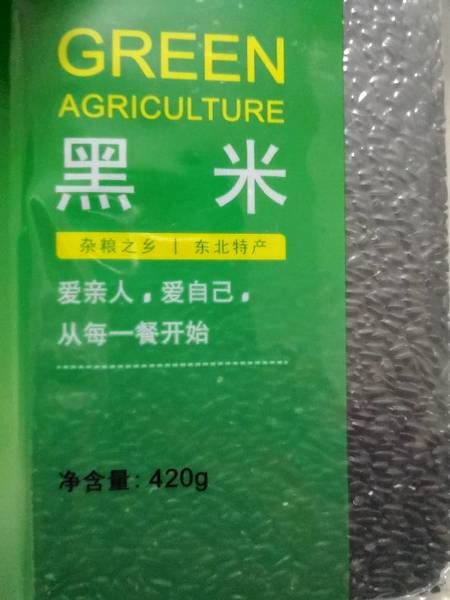 GREEN
AGRICULTURE
黑 米
杂粮之乡 | 东北特产
爱亲人，爱自己，
从每一餐开始
净含量: 420g